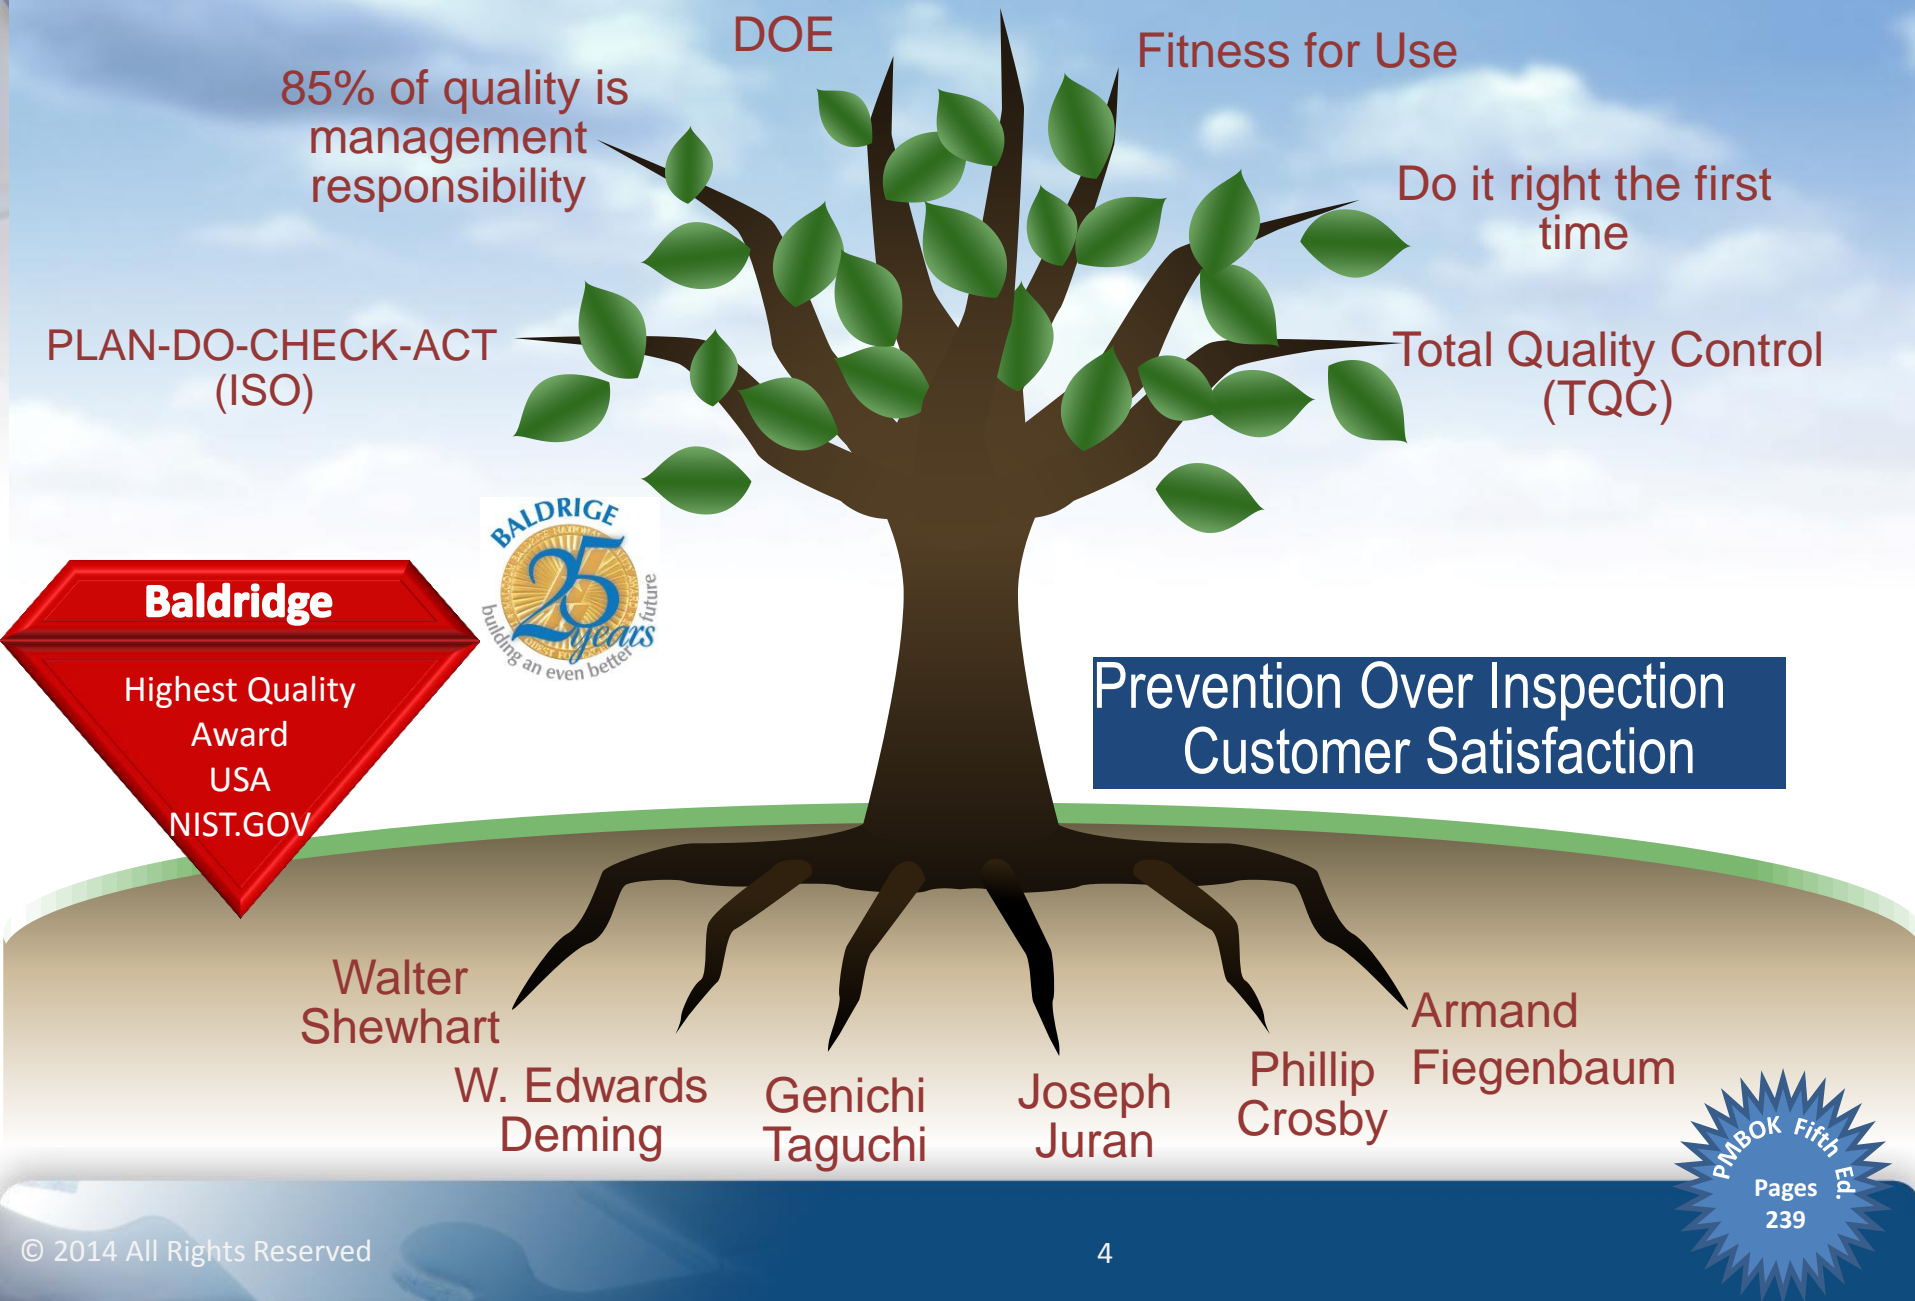 DOE
Fitness for Use
85% of quality is
management
responsibility
Do it right the first
time
PLAN-DO-CHECK-ACT
(ISO)
Total Quality Control
(TQC)
BALDRIGE
25
years
building an even better future
Baldridge
Highest Quality
Award
USA
NIST.GOV
Prevention Over Inspection
Customer Satisfaction
Walter
Shewhart
W. Edwards
Deming
Genichi
Taguchi
Joseph
Juran
Phillip
Crosby
Armand
Fiegenbaum
PMBOK Fifth Ed.
Pages
239
© 2014 All Rights Reserved
4